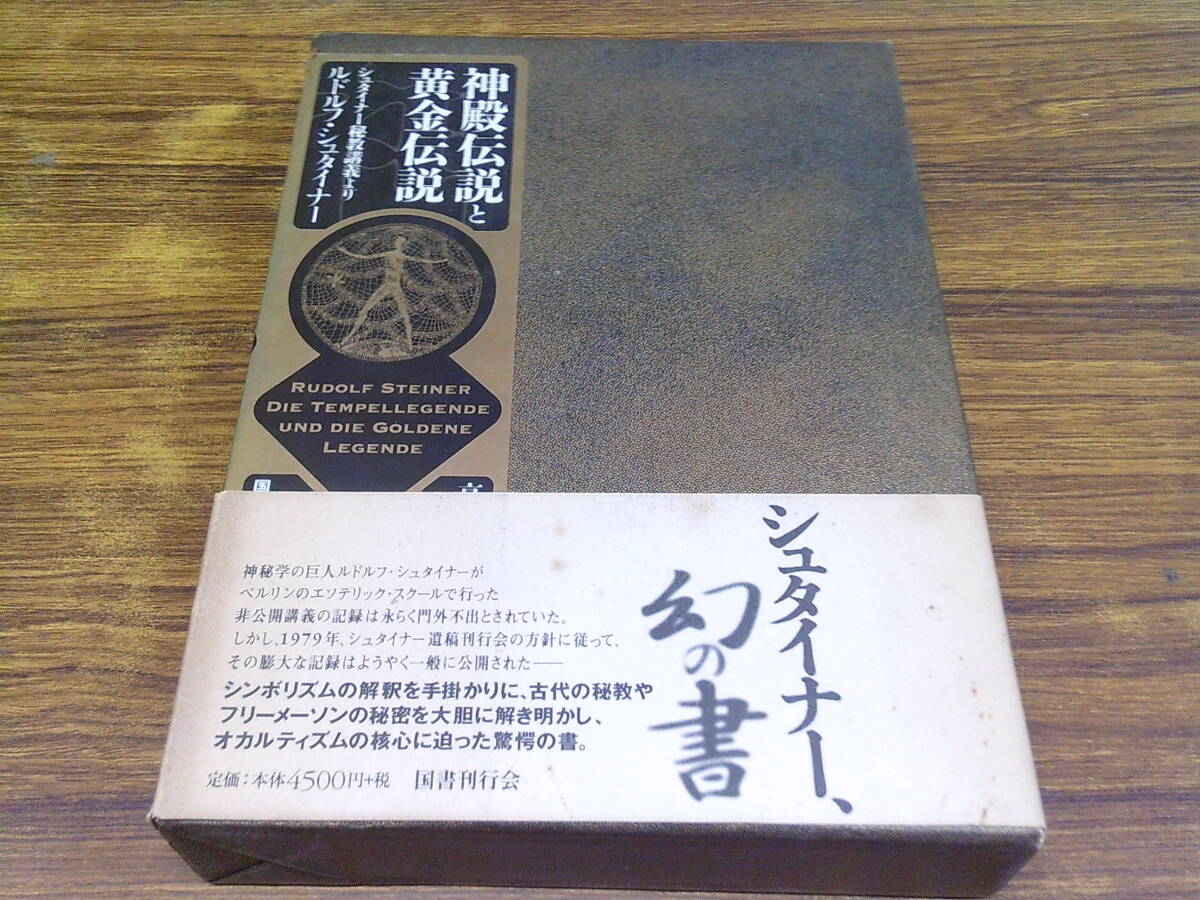 神殿伝説と
黄金伝説
シュタイナー秘教講義より
ルドルフ・シュタイナー
RUDOLF STEINER
DIE TEMPELLEGENDE
UND DIE GOLDENE
LEGENDE
国
シュタイナー、
幻の書
神秘学の巨人ルドルフ・シュタイナーが
ベルリンのエソテリック・スクールで行った
非公開講義の記録は永らく門外不出とされていた。
しかし、1979年、シュタイナー遺稿刊行会の方針に従って、
その膨大な記録はようやく一般に公開された――
シンボリズムの解釈を手掛かりに、古代の秘教や
フリーメーソンの秘密を大胆に解き明かし、
オカルティズムの核心に迫った驚愕の書。
定価:本体4500円+税 国書刊行会